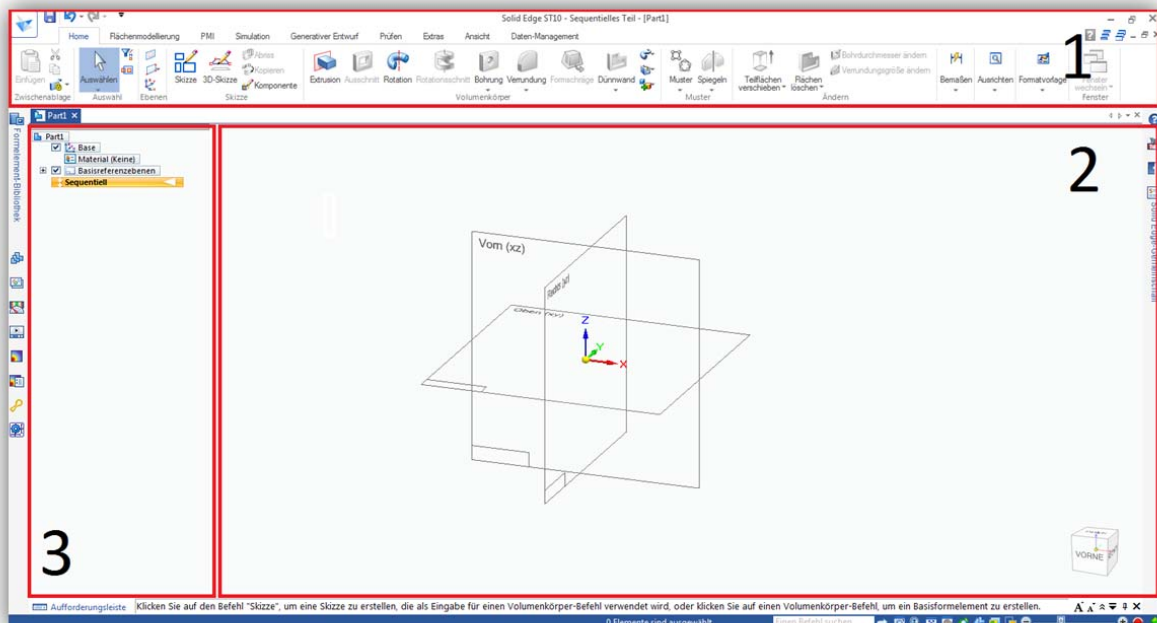 Solid Edge ST10 - Sequentielles Teil - [Part1]
Home Flächenmodellierung PMI Simulation Generativer Entwurf Prüfen Extras Ansicht Daten-Management
1
Einfügen
Auswählen
Skizze
3D-Skizze
Abriss
Kopieren
Komponente
Extrusion
Ausschnitt
Rotation
Rotationsschnitt
Bohrung
Verrundung
Formschräge
Dünnwand
Muster
Spiegeln
Teilflächen
verschieben
Flächen
löschen
Bohrdurchmesser ändern
Verrundungsgröße ändern
Bemaßen
Ausrichten
Formatvorlage
Fenster
wechseln
Zwischenablage Auswahl Ebenen Skizze Volumenkörper Muster Ändern Fenster
Part1
Formelement-Bibliothek
Part1
Base
Material (Keine)
Basisreferenzebenen
Sequentiell
3
2
Vorn (xz)
Oben (xy)
Z
Y
X
VORNE
Solid Edge-Gemeinschaft
Aufforderungsleiste Klicken Sie auf den Befehl "Skizze", um eine Skizze zu erstellen, die als Eingabe für einen Volumenkörper-Befehl verwendet wird, oder klicken Sie auf einen Volumenkörper-Befehl, um ein Basisformelement zu erstellen.
0 Elemente sind ausgewählt
Einen Befehl suchen